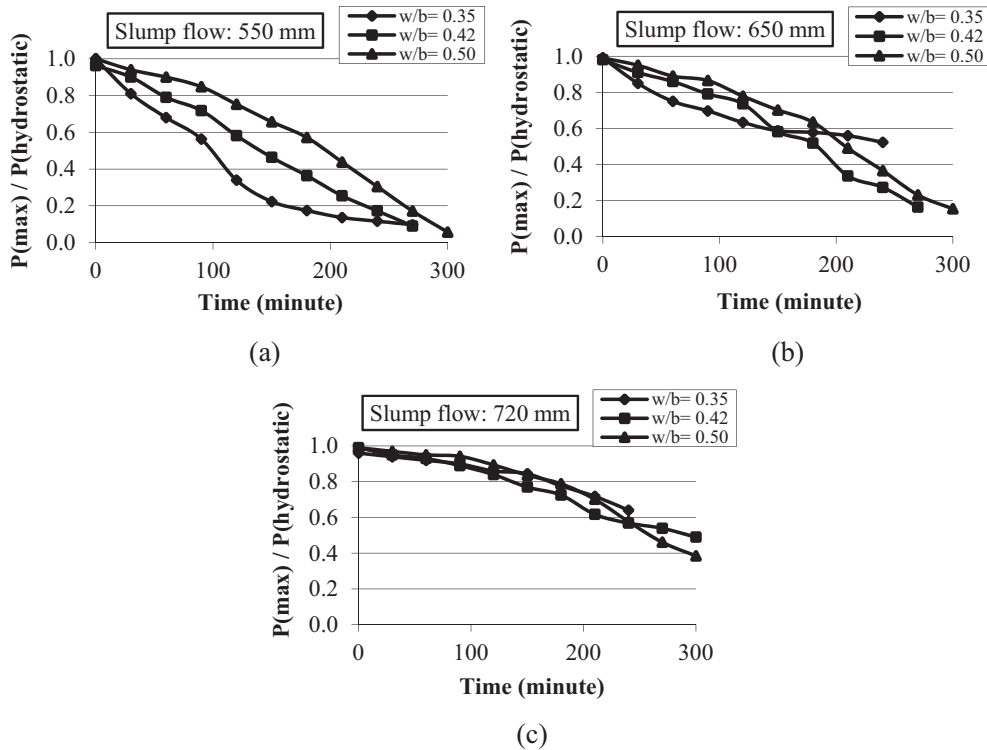 Slump flow: 550 mm
w/b= 0.35
w/b= 0.42
w/b= 0.50
P(max) / P(hydrostatic)
1.0
0.8
0.6
0.4
0.2
0.0
0 100 200 300
Time (minute)
(a)
Slump flow: 650 mm
w/b= 0.35
w/b= 0.42
w/b= 0.50
P(max) / P(hydrostatic)
1.0
0.8
0.6
0.4
0.2
0.0
0 100 200 300
Time (minute)
(b)
Slump flow: 720 mm
w/b= 0.35
w/b= 0.42
w/b= 0.50
P(max) / P(hydrostatic)
1.0
0.8
0.6
0.4
0.2
0.0
0 100 200 300
Time (minute)
(c)